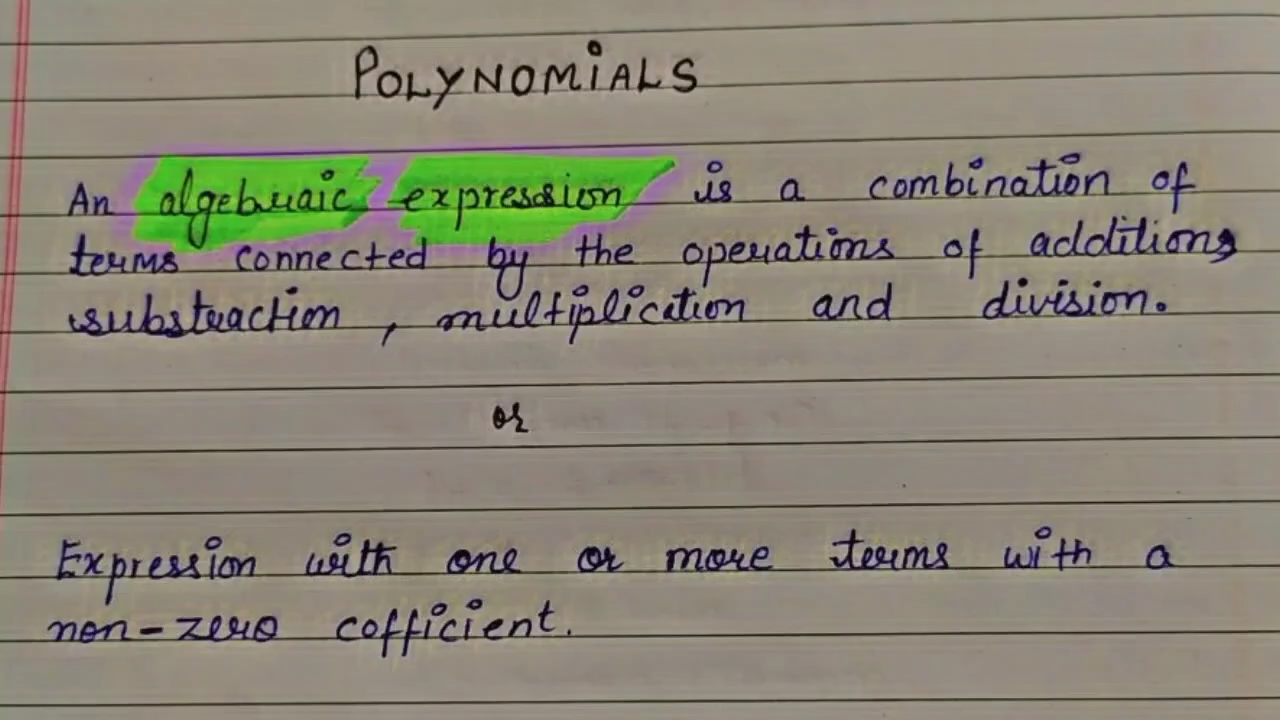 POLYNOMiALS
An algebraic expression is a combination of
terms connected by the operations of addition,
substraction , multiplication and division.
or
Expression with one or more terms with a
non-zero cofficient.